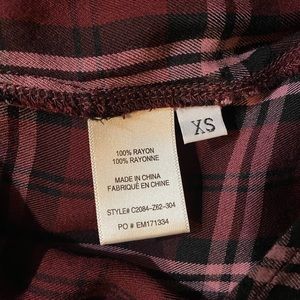 XS
100% RAYON
100% RAYONNE
MADE IN CHINA
FABRIQUÉ EN CHINE
STYLE# C2084-Z62-304
PO # EM171334